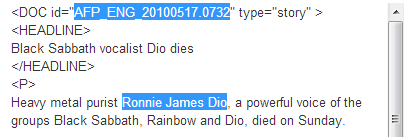 <DOC id="AFP_ENG_20100517.0732" type="story" >
<HEADLINE>
Black Sabbath vocalist Dio dies
</HEADLINE>
<P>
Heavy metal purist Ronnie James Dio, a powerful voice of the
groups Black Sabbath, Rainbow and Dio, died on Sunday.